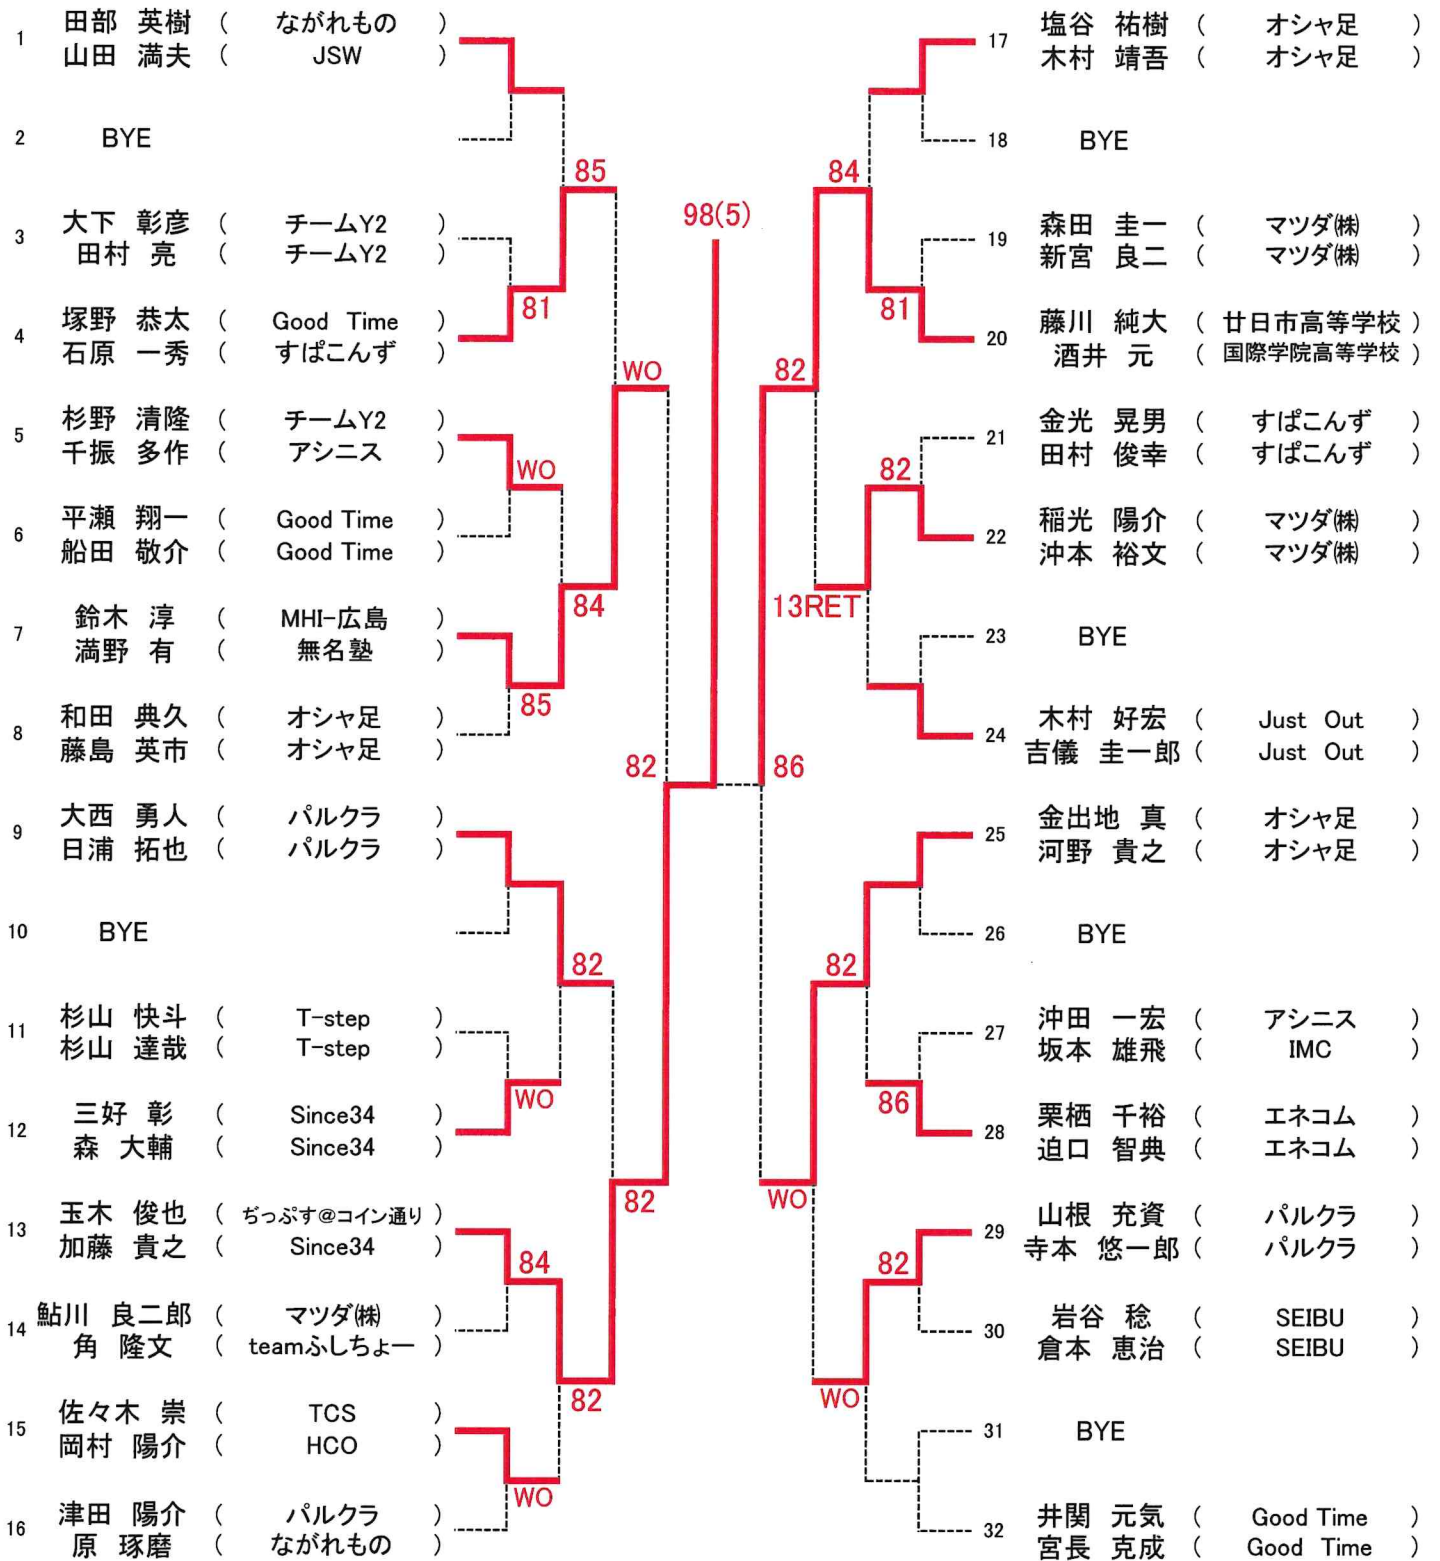 1 田部 英樹 ( ながれもの )
山田 満夫 ( JSW )
2 BYE
3 大下 彰彦 ( チームY2 )
田村 亮 ( チームY2 )
4 塚野 恭太 ( Good Time )
石原 一秀 ( すぱこんず )
5 杉野 清隆 ( チームY2 )
千振 多作 ( アシニス )
6 平瀬 翔一 ( Good Time )
船田 敬介 ( Good Time )
7 鈴木 淳 ( MHI-広島 )
満野 有 ( 無名塾 )
8 和田 典久 ( オシャ足 )
藤島 英市 ( オシャ足 )
9 大西 勇人 ( パルクラ )
日浦 拓也 ( パルクラ )
10 BYE
11 杉山 快斗 ( T-step )
杉山 達哉 ( T-step )
12 三好 彰 ( Since34 )
森 大輔 ( Since34 )
13 玉木 俊也 ( ぢっぷす@コイン通り )
加藤 貴之 ( Since34 )
14 鮎川 良二郎 ( マツダ㈱ )
角 隆文 ( teamふしちょー )
15 佐々木 崇 ( TCS )
岡村 陽介 ( HCO )
16 津田 陽介 ( パルクラ )
原 琢磨 ( ながれもの )
85
81
WO
WO
84
85
82
82
WO
82
84
82
WO
98(5)
84
81
82
82
13RET
86
82
86
WO
82
WO
17 塩谷 祐樹 ( オシャ足 )
木村 靖吾 ( オシャ足 )
18 BYE
19 森田 圭一 ( マツダ㈱ )
新宮 良二 ( マツダ㈱ )
20 藤川 純大 ( 廿日市高等学校 )
酒井 元 ( 国際学院高等学校 )
21 金光 晃男 ( すぱこんず )
田村 俊幸 ( すぱこんず )
22 稲光 陽介 ( マツダ㈱ )
沖本 裕文 ( マツダ㈱ )
23 BYE
24 木村 好宏 ( Just Out )
吉儀 圭一郎 ( Just Out )
25 金出地 真 ( オシャ足 )
河野 貴之 ( オシャ足 )
26 BYE
27 沖田 一宏 ( アシニス )
坂本 雄飛 ( IMC )
28 栗栖 千裕 ( エネコム )
迫口 智典 ( エネコム )
29 山根 充資 ( パルクラ )
寺本 悠一郎 ( パルクラ )
30 岩谷 稔 ( SEIBU )
倉本 恵治 ( SEIBU )
31 BYE
32 井関 元気 ( Good Time )
宮長 克成 ( Good Time )